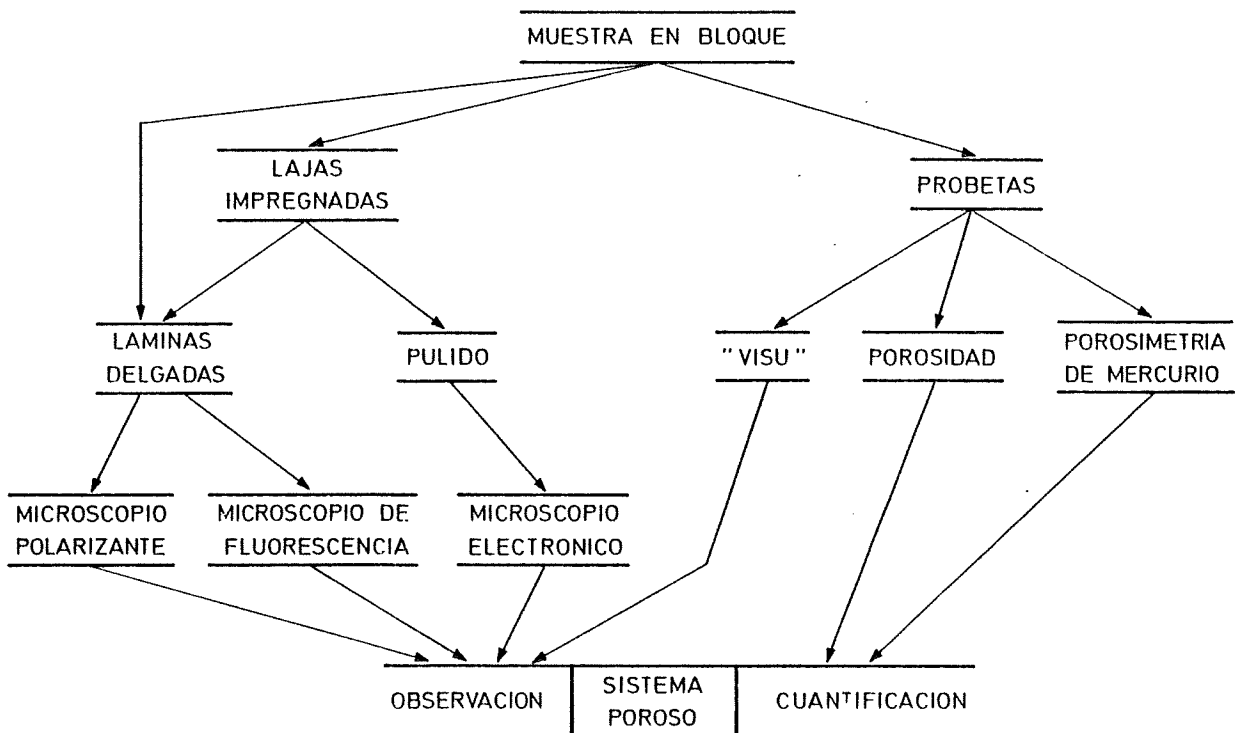 MUESTRA EN BLOQUE
LAJAS
IMPREGNADAS
PROBETAS
LAMINAS
DELGADAS
PULIDO
"VISU"
POROSIDAD
POROSIMETRIA
DE MERCURIO
MICROSCOPIO
POLARIZANTE
MICROSCOPIO DE
FLUORESCENCIA
MICROSCOPIO
ELECTRONICO
OBSERVACION
SISTEMA
POROSO
CUANTIFICACION